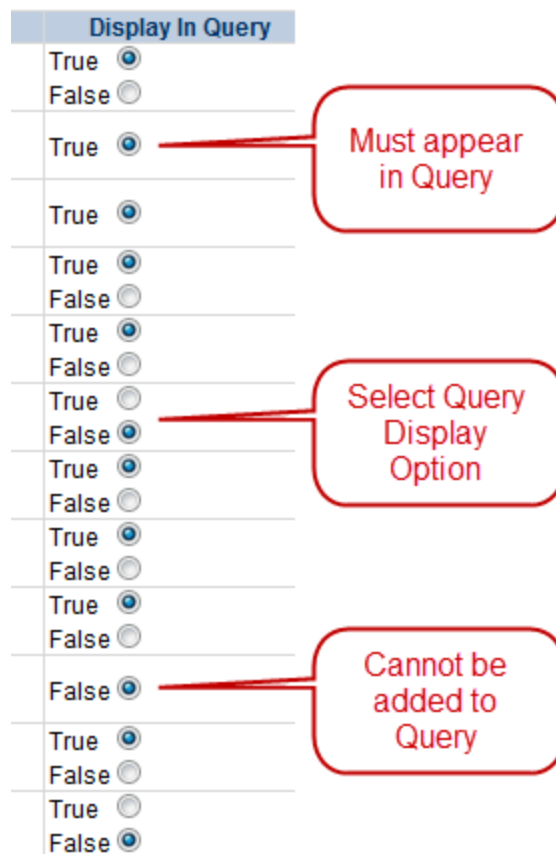 Display In Query
True
False
True
Must appear
in Query
True
True
False
True
False
True
False
Select Query
Display
Option
True
False
True
False
True
False
False
Cannot be
added to
Query
True
False
True
False